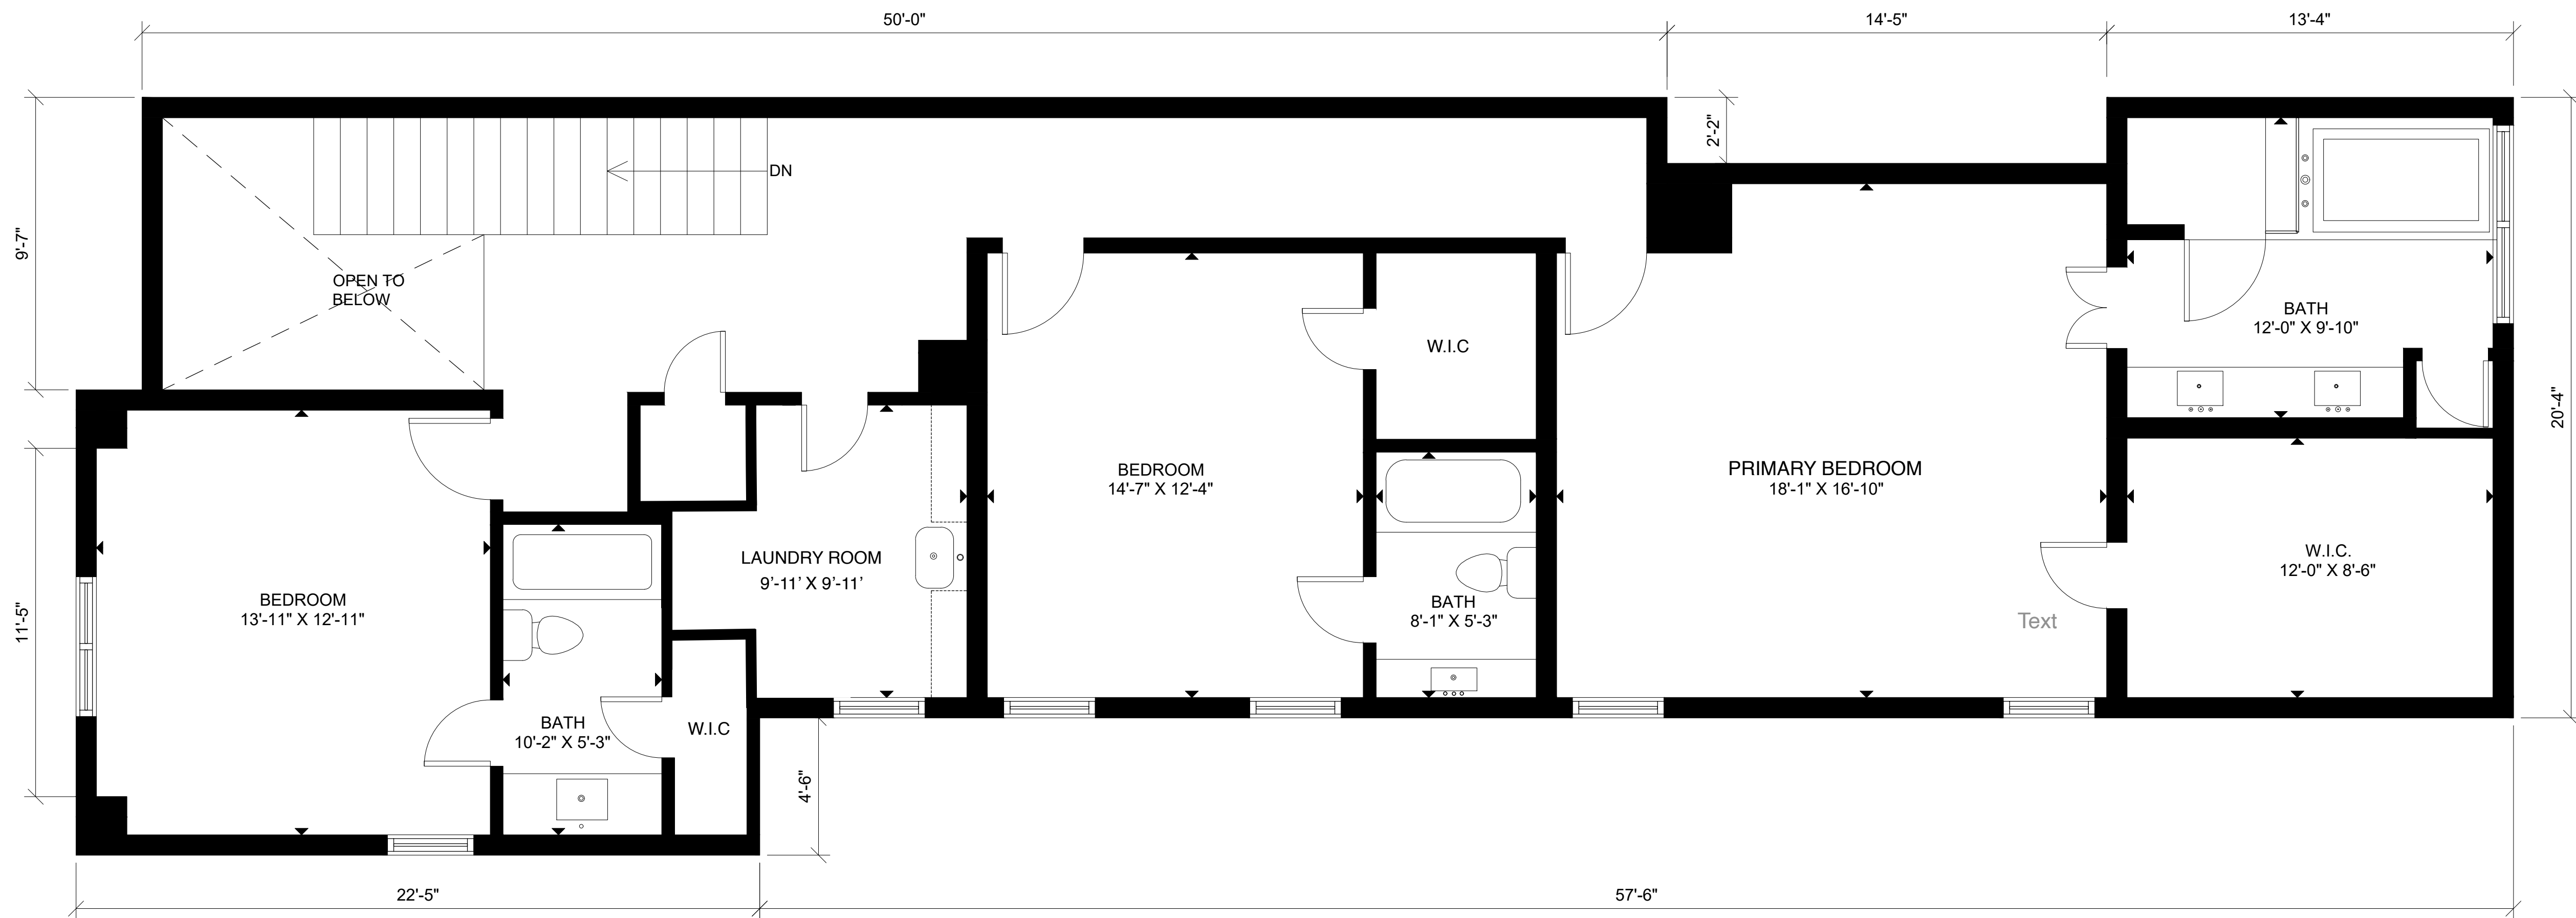 50'-0"
14'-5"
13'-4"
2'-2"
9'-7"
DN
OPEN TO
BELOW
BATH
12'-0" X 9'-10"
W.I.C
20'-4"
BEDROOM
14'-7" X 12'-4"
PRIMARY BEDROOM
18'-1" X 16'-10"
LAUNDRY ROOM
9'-11' X 9'-11'
W.I.C.
12'-0" X 8'-6"
11'-5"
BEDROOM
13'-11" X 12'-11"
BATH
8'-1" X 5'-3"
Text
BATH
10'-2" X 5'-3"
W.I.C
4'-6"
22'-5"
57'-6"